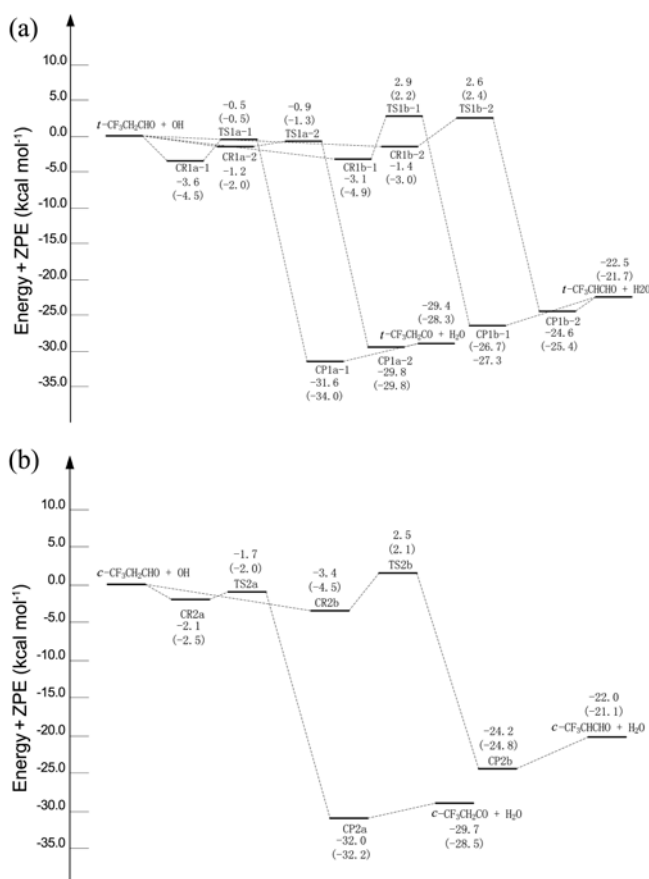 (a)
Energy + ZPE (kcal mol⁻¹)
10.0
5.0
0.0
-5.0
-10.0
-15.0
-20.0
-25.0
-30.0
-35.0
t-CF₃CH₂CHO + OH
-0.5
(-0.5)
TS1a-1
-0.9
(-1.3)
TS1a-2
2.9
(2.2)
TS1b-1
2.6
(2.4)
TS1b-2
CR1a-1
-3.6
(-4.5)
CR1a-2
-1.2
(-2.0)
CR1b-1
-3.1
(-4.9)
CR1b-2
-1.4
(-3.0)
-22.5
(-21.7)
t-CF₃CHCHO + H2O
-29.4
(-28.3)
t-CF₃CH₂CO + H₂O
CP1b-1
(-26.7)
-27.3
CP1b-2
-24.6
(-25.4)
CP1a-1
-31.6
(-34.0)
CP1a-2
-29.8
(-29.8)
(b)
Energy + ZPE (kcal mol⁻¹)
10.0
5.0
0.0
-5.0
-10.0
-15.0
-20.0
-25.0
-30.0
-35.0
c-CF₃CH₂CHO + OH
-1.7
(-2.0)
TS2a
-3.4
(-4.5)
CR2b
2.5
(2.1)
TS2b
CR2a
-2.1
(-2.5)
-22.0
(-21.1)
c-CF₃CHCHO + H₂O
-24.2
(-24.8)
CP2b
CP2a
-32.0
(-32.2)
c-CF₃CH₂CO + H₂O
-29.7
(-28.5)